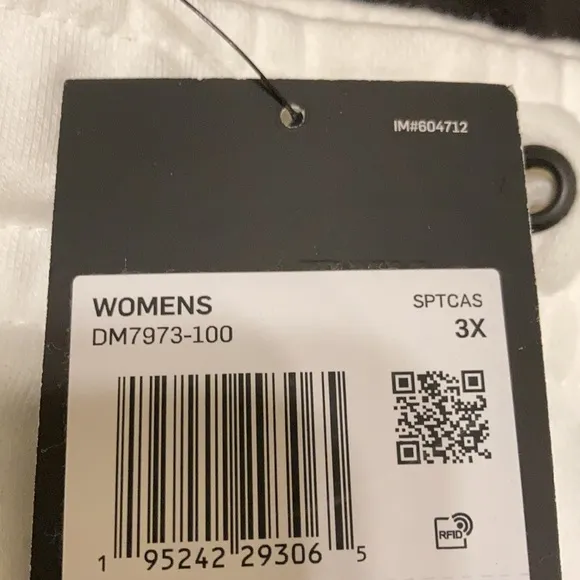 IM#604712
WOMENS
SPTCAS
DM7973-100
3X
RFID
1 95242 29306 5